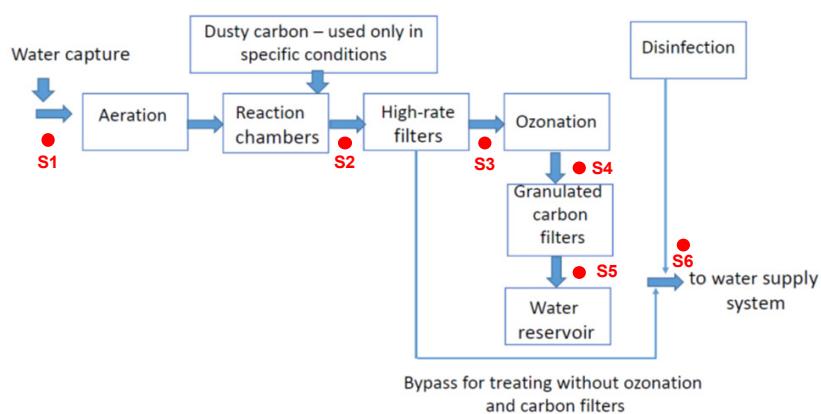 Dusty carbon – used only in
specific conditions
Disinfection
Water capture
Aeration
Reaction
chambers
High-rate
filters
Ozonation
S1
S2
S3
S4
Granulated
carbon
filters
S5
S6
to water supply
system
Water
reservoir
Bypass for treating without ozonation
and carbon filters